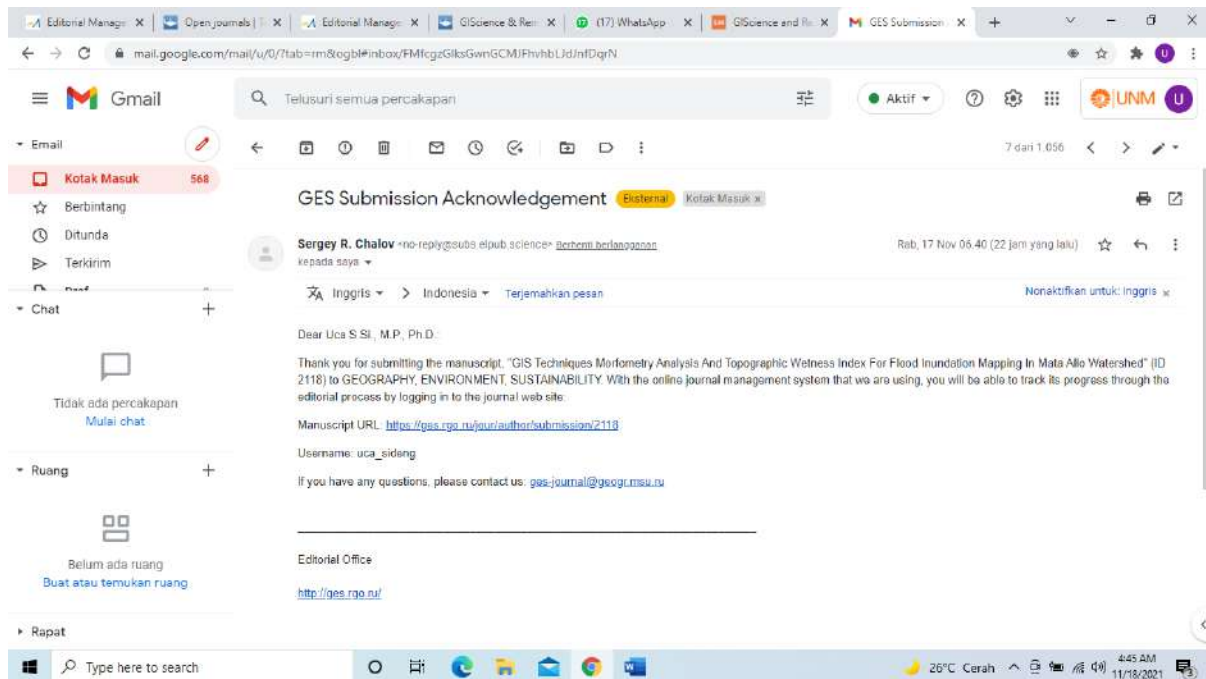 Editorial Manage
Open journals | T
Editorial Manage
GIScience & Rem
(17) WhatsApp
GIScience and Re
GES Submission
mail.google.com/mail/u/0/?tab=rm&ogbl#inbox/
Gmail
Telusuri semua percakapan
Aktif
UNM
U
Email
7 dari 1.056
Kotak Masuk 568
Berbintang
Ditunda
Terkirim
GES Submission Acknowledgement Eksternal Kotak Masuk x
Sergey R. Chalov <no-reply@subs.elpub.science> Berhenti berlangganan
Rab, 17 Nov 06.40 (22 jam yang lalu)
kepada saya
Inggris > Indonesia Terjemahkan pesan
Nonaktifkan untuk: Inggris x
Chat
Tidak ada percakapan
Mulai chat
Ruang
Belum ada ruang
Buat atau temukan ruang
Rapat
Dear Uca S.Si., M.P., Ph.D.:
Thank you for submitting the manuscript, "GIS Techniques Morfometry Analysis And Topographic Wetness Index For Flood Inundation Mapping In Mata Allo Watershed" (ID
2118) to GEOGRAPHY, ENVIRONMENT, SUSTAINABILITY. With the online journal management system that we are using, you will be able to track its progress through the
editorial process by logging in to the journal web site:
Manuscript URL: https://ges.rgo.ru/jour/author/submission/2118
Username: uca_sideng
If you have any questions, please contact us: ges-journal@geogr.msu.ru
Editorial Office
http://ges.rgo.ru/
Type here to search
26°C Cerah
4:45 AM
11/18/2021